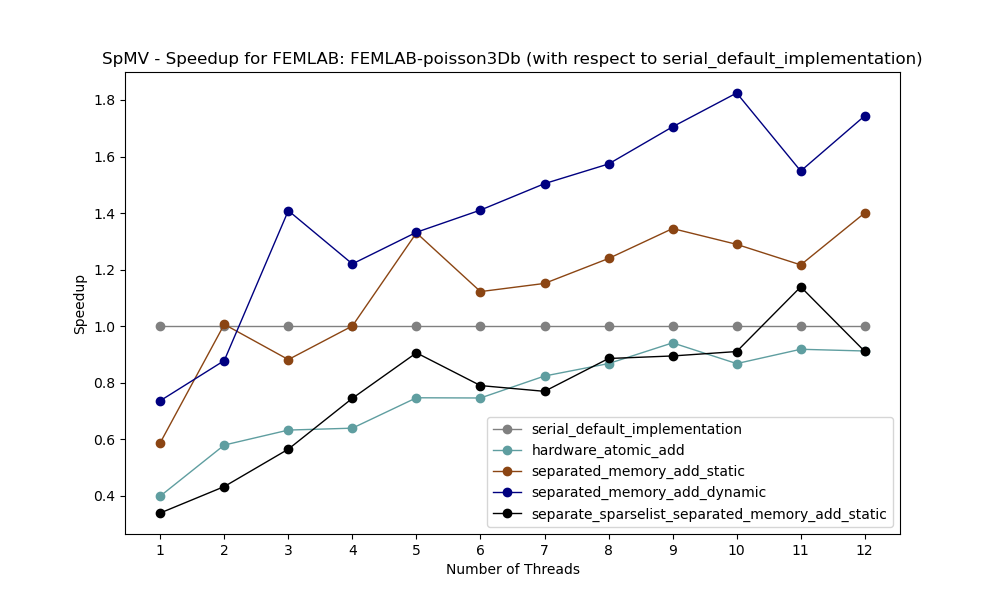 SpMV - Speedup for FEMLAB: FEMLAB-poisson3Db (with respect to serial_default_implementation)
1.8
1.6
1.4
1.2
1.0
0.8
0.6
0.4
Speedup
serial_default_implementation
hardware_atomic_add
separated_memory_add_static
separated_memory_add_dynamic
separate_sparselist_separated_memory_add_static
1 2 3 4 5 6 7 8 9 10 11 12
Number of Threads